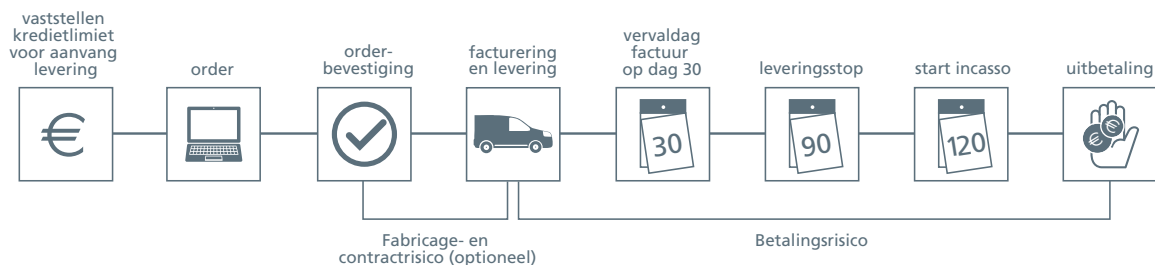 vaststellen
kredietlimiet
voor aanvang
levering
order
order-
bevestiging
facturering
en levering
vervaldag
factuur
op dag 30
leveringsstop
start incasso
uitbetaling
€
30
90
120
€
€
Fabricage- en
contractrisico (optioneel)
Betalingsrisico